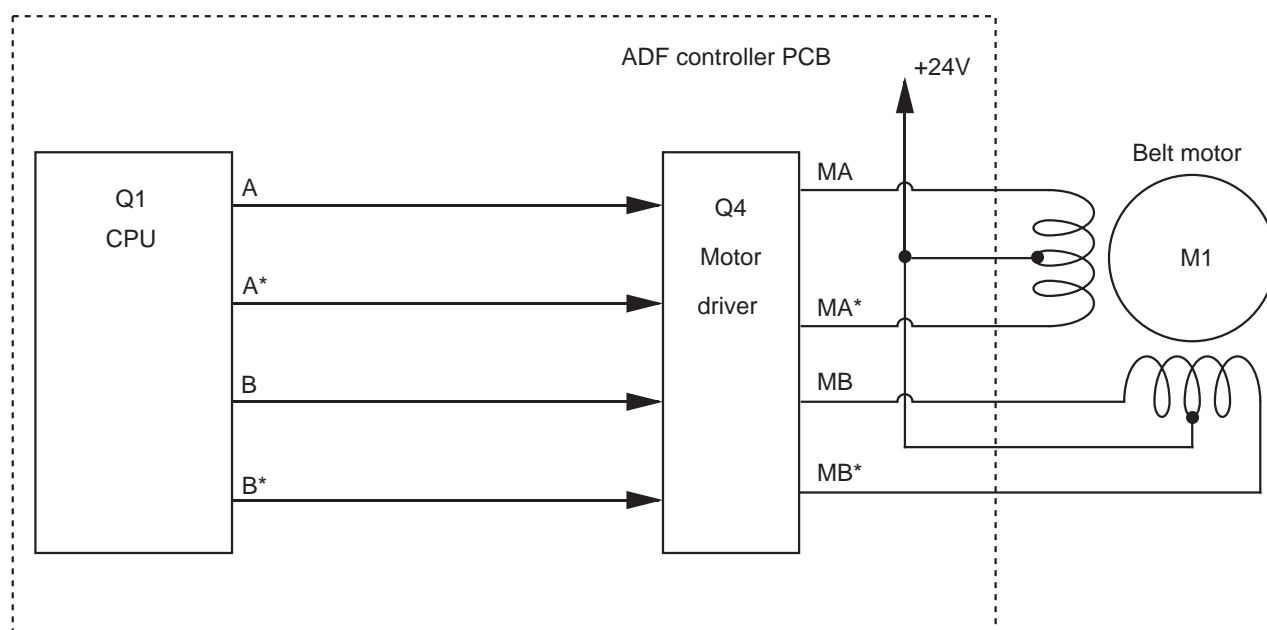 ADF controller PCB
+24V
Belt motor
Q1
CPU
A
A*
B
B*
Q4
Motor
driver
MA
MA*
MB
MB*
M1